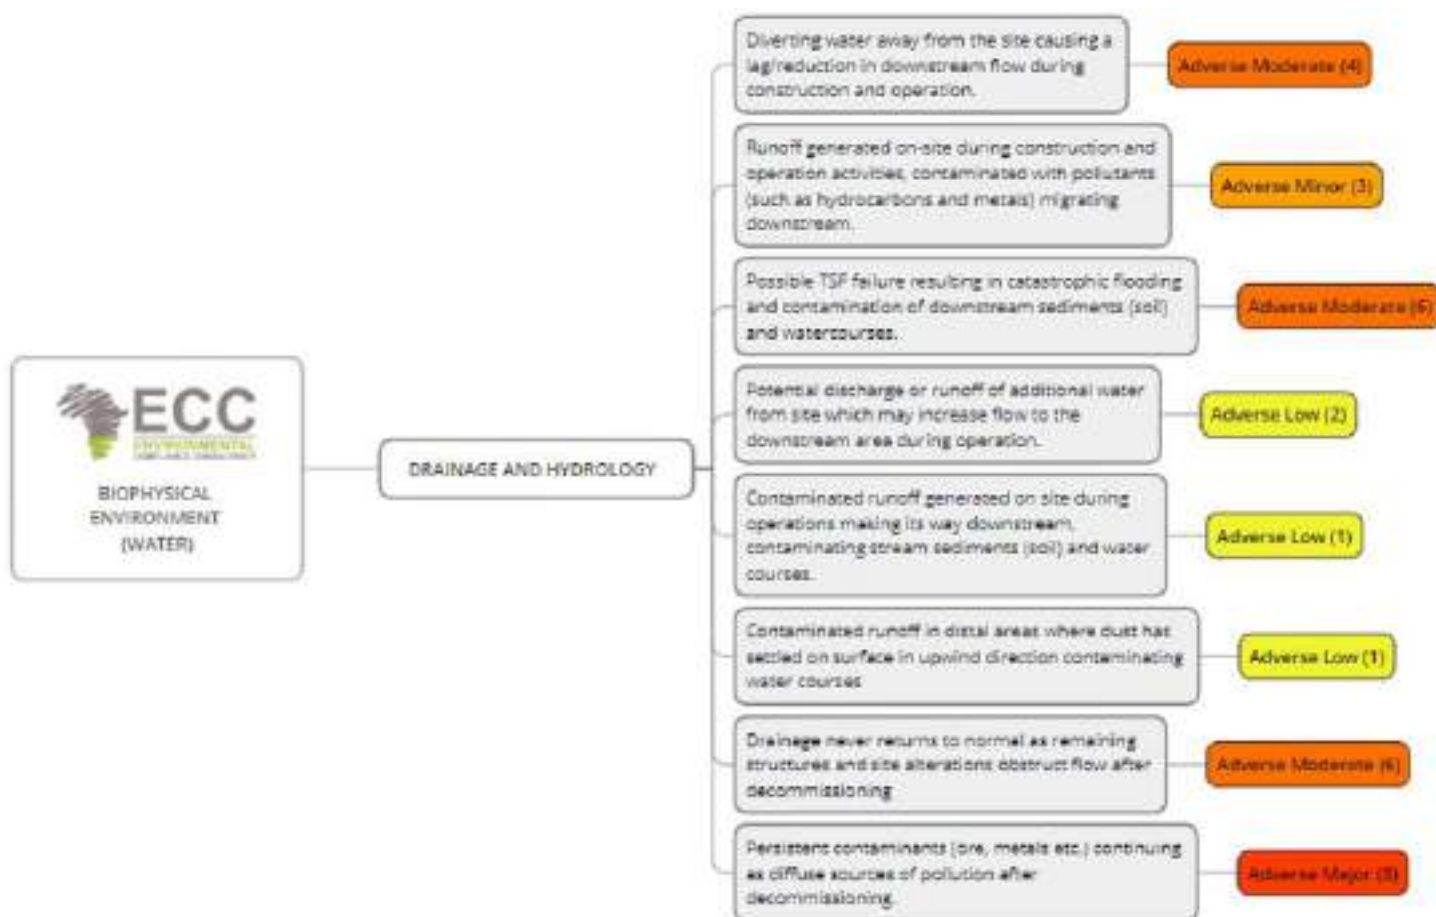 Diverting water away from the site causing a
lag/reduction in downstream flow during
construction and operation.
Adverse Moderate (4)
Runoff generated on-site during construction and
operation activities, contaminated with pollutants
(such as hydrocarbons and metals) migrating
downstream.
Adverse Minor (3)
Possible TSF failure resulting in catastrophic flooding
and contamination of downstream sediments (soil)
and watercourses.
Adverse Moderate (6)
ECC
ENVIRONMENTAL
BIOPHYSICAL
ENVIRONMENT
(WATER)
DRAINAGE AND HYDROLOGY
Potential discharge or runoff of additional water
from site which may increase flow to the
downstream area during operation.
Adverse Low (2)
Contaminated runoff generated on site during
operations making its way downstream,
contaminating stream sediments (soil) and water
courses.
Adverse Low (1)
Contaminated runoff in distal areas where dust has
settled on surface in upwind direction contaminating
water courses
Adverse Low (1)
Drainage never returns to normal as remaining
structures and site alterations obstruct flow after
decommissioning
Adverse Moderate (6)
Persistent contaminants (ore, metals etc.) continuing
as diffuse sources of pollution after
decommissioning.
Adverse Major